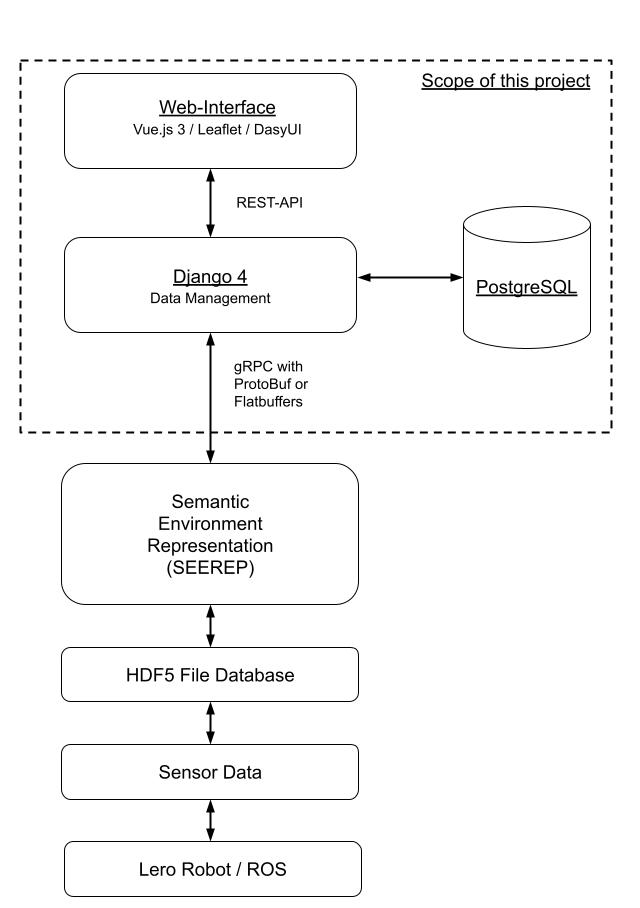 Scope of this project
Web-Interface
Vue.js 3 / Leaflet / DasyUI
REST-API
Django 4
Data Management
PostgreSQL
gRPC with
ProtoBuf or
Flatbuffers
Semantic
Environment
Representation
(SEEREP)
HDF5 File Database
Sensor Data
Lero Robot / ROS